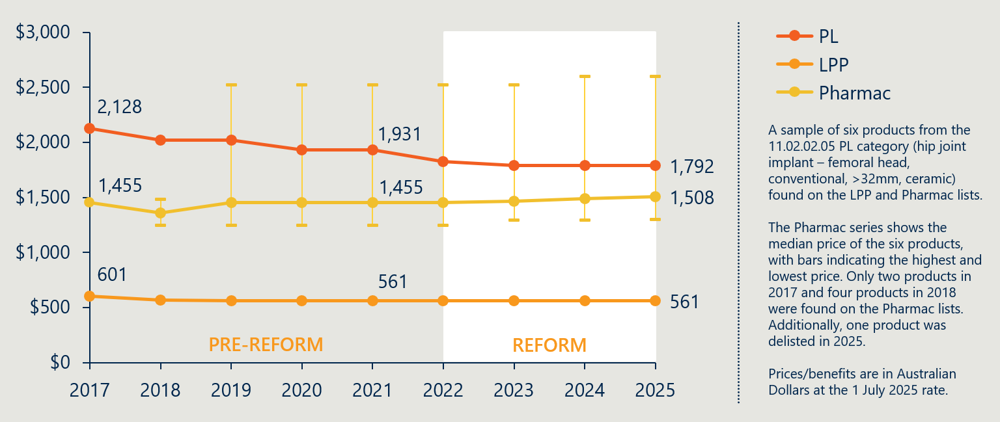 $3,000
$2,500
$2,000
$1,500
$1,000
$500
$0
2,128
1,931
1,792
1,455
1,455
1,508
601
561
561
PRE-REFORM
REFORM
2017 2018 2019 2020 2021 2022 2023 2024 2025
PL
LPP
Pharmac
A sample of six products from the
11.02.02.05 PL category (hip joint
implant – femoral head,
conventional, >32mm, ceramic)
found on the LPP and Pharmac lists.
The Pharmac series shows the
median price of the six products,
with bars indicating the highest and
lowest price. Only two products in
2017 and four products in 2018
were found on the Pharmac lists.
Additionally, one product was
delisted in 2025.
Prices/benefits are in Australian
Dollars at the 1 July 2025 rate.